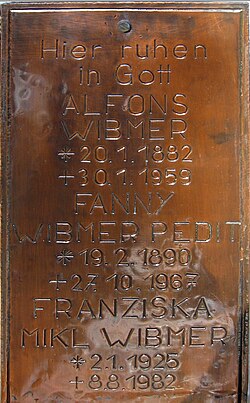 Hier ruhen
in Gott
ALFONS
WIBMER
* 20.1.1882
+ 30.1.1959
FANNY
WIBMER PEDIT
* 19.2.1890
+ 27.10.1967
FRANZISKA
MIKL WIBMER
* 2.1.1925
+ 8.8.1982